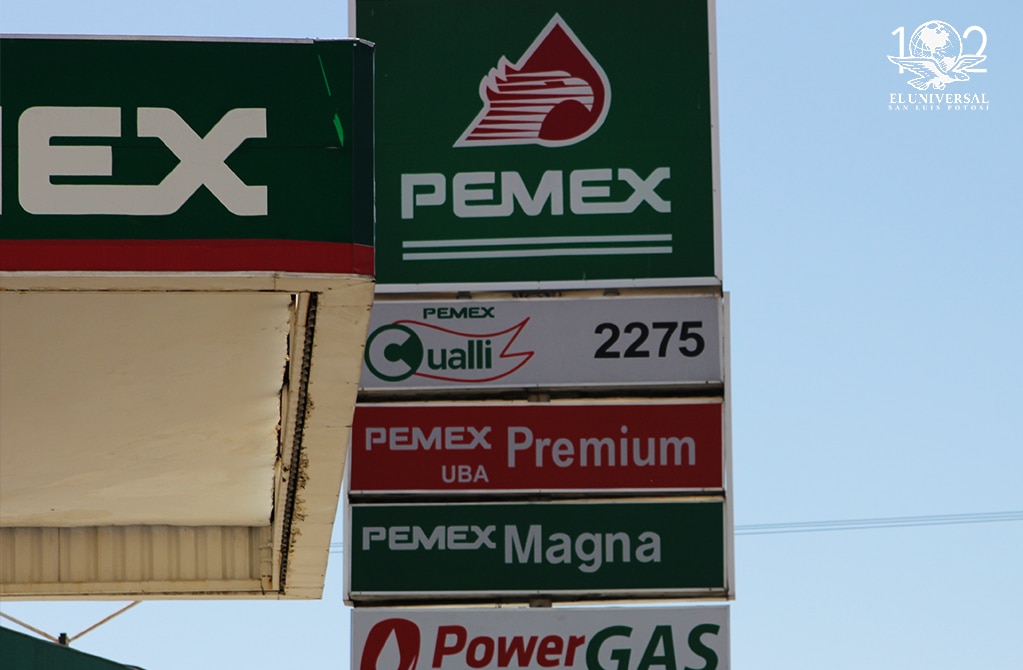 102
EL UNIVERSAL
SAN LUIS POTOSÍ
EX
PEMEX
PEMEX
Cualli
2275
PEMEX Premium
UBA
PEMEX Magna
PowerGAS